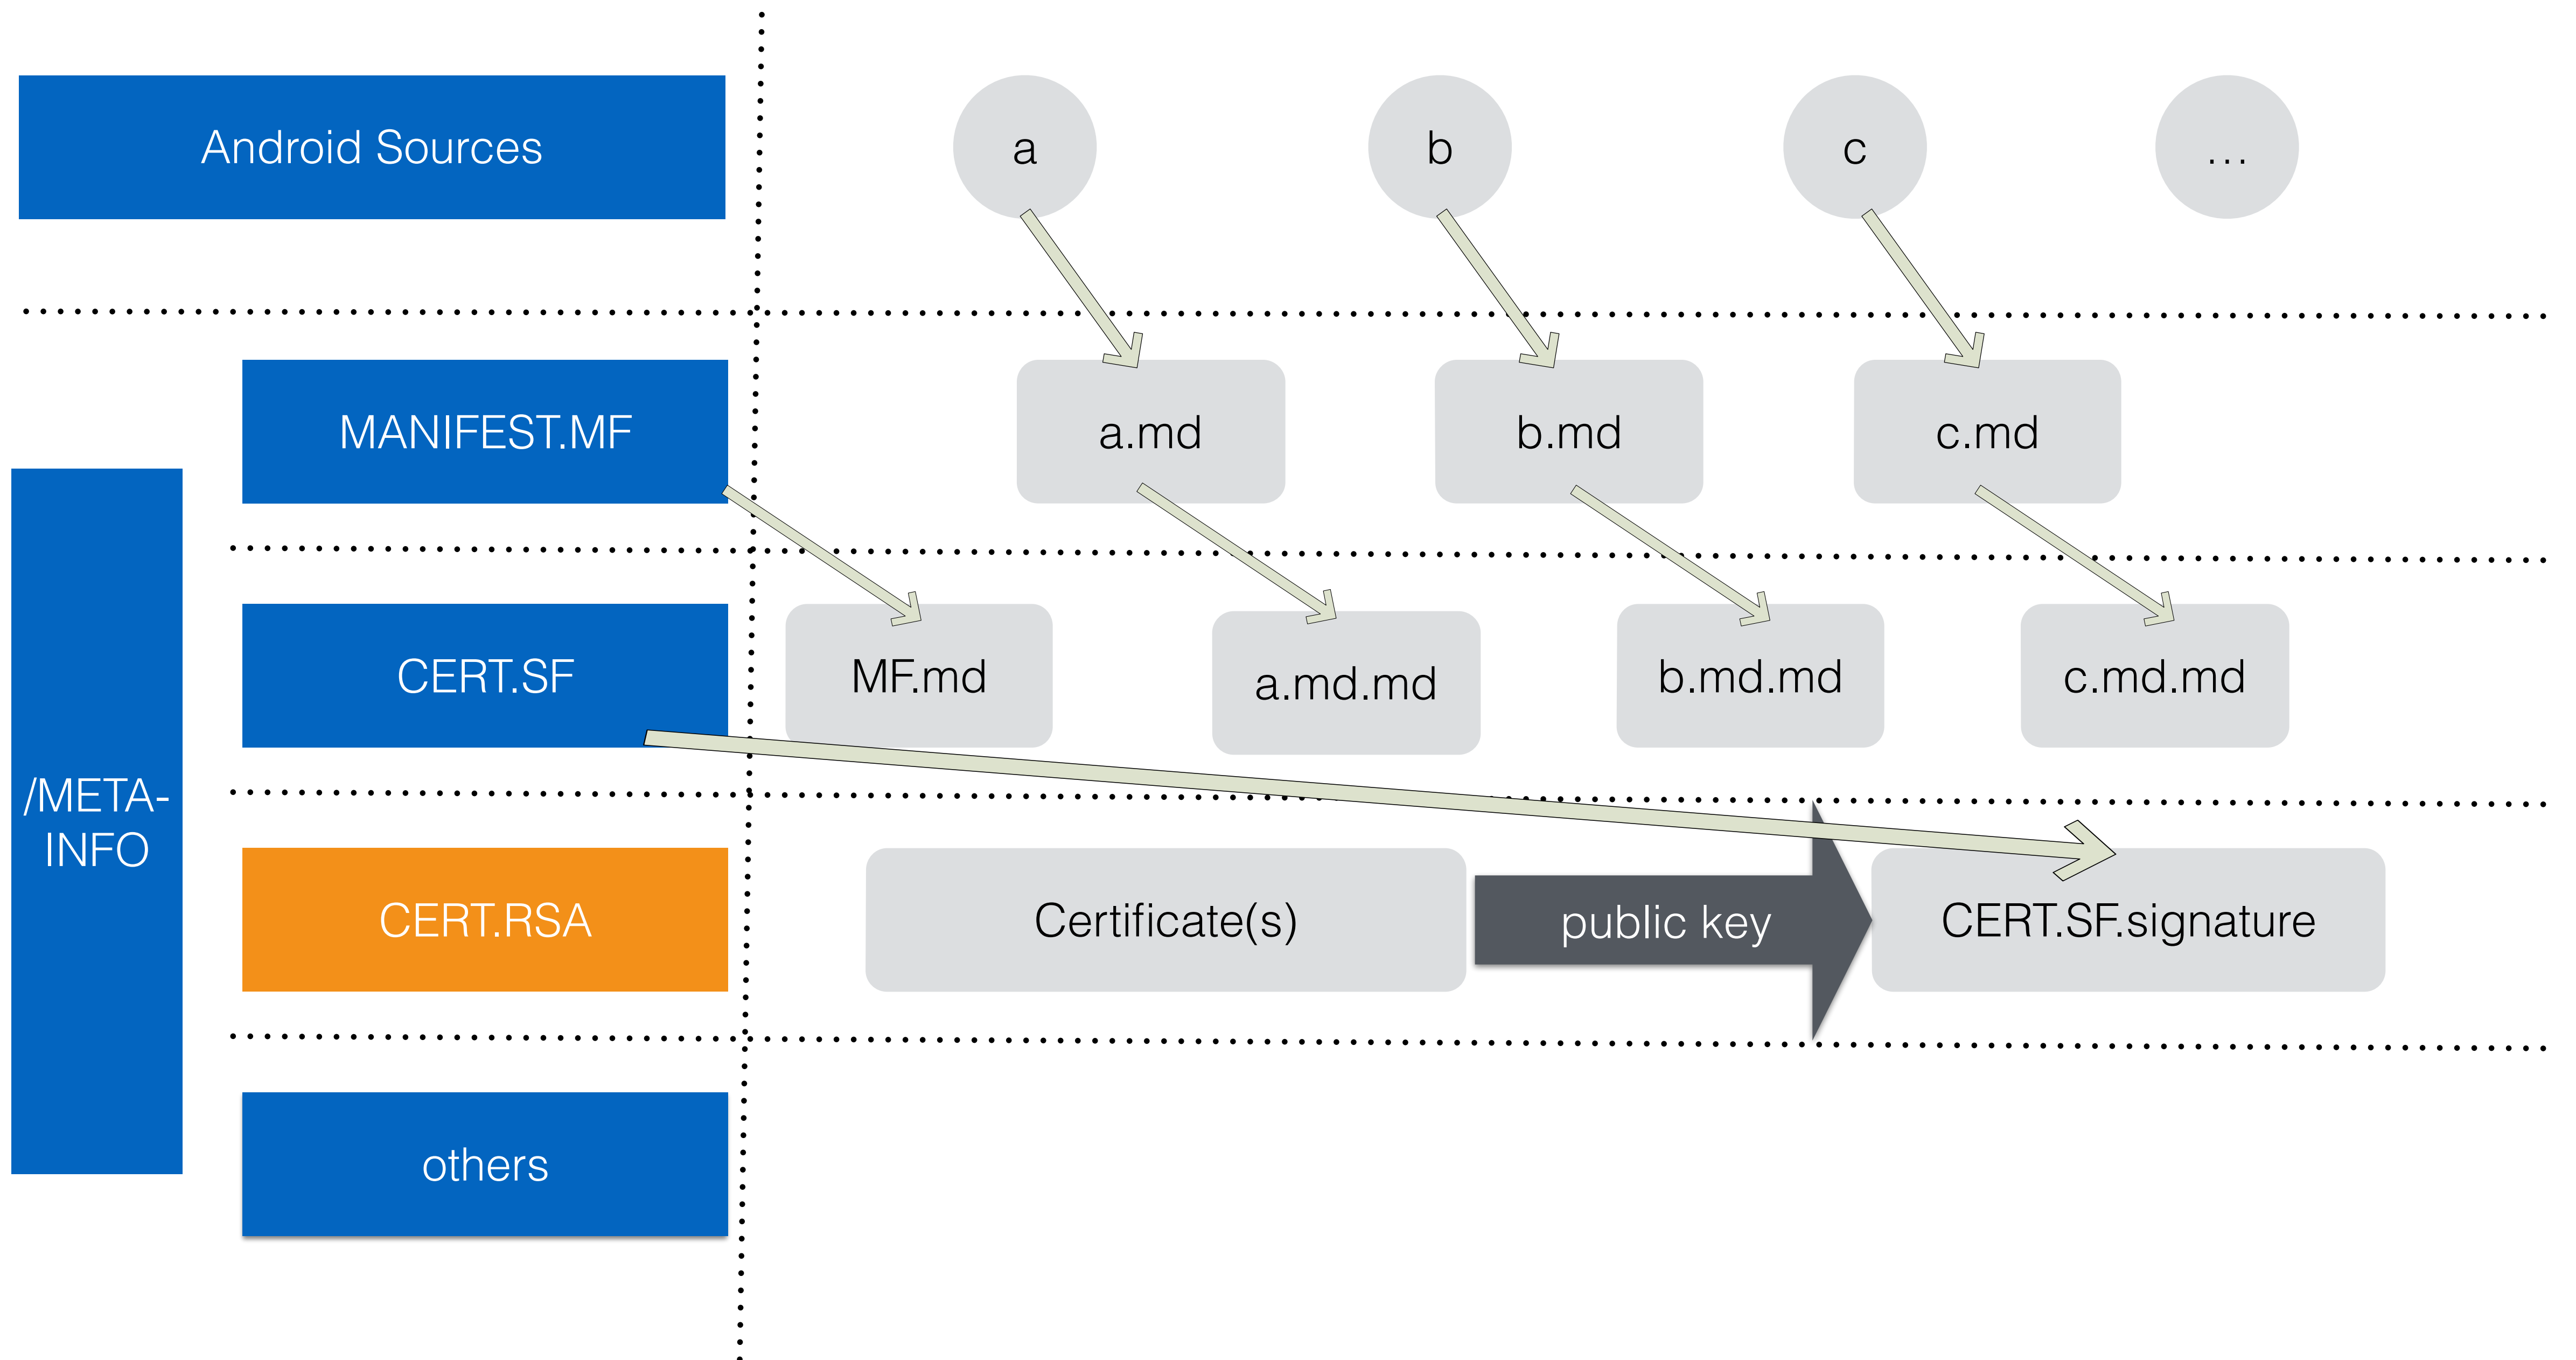 Android Sources
a
b
c
...
MANIFEST.MF
a.md
b.md
c.md
CERT.SF
MF.md
a.md.md
b.md.md
c.md.md
/META-
INFO
CERT.RSA
Certificate(s)
public key
CERT.SF.signature
others